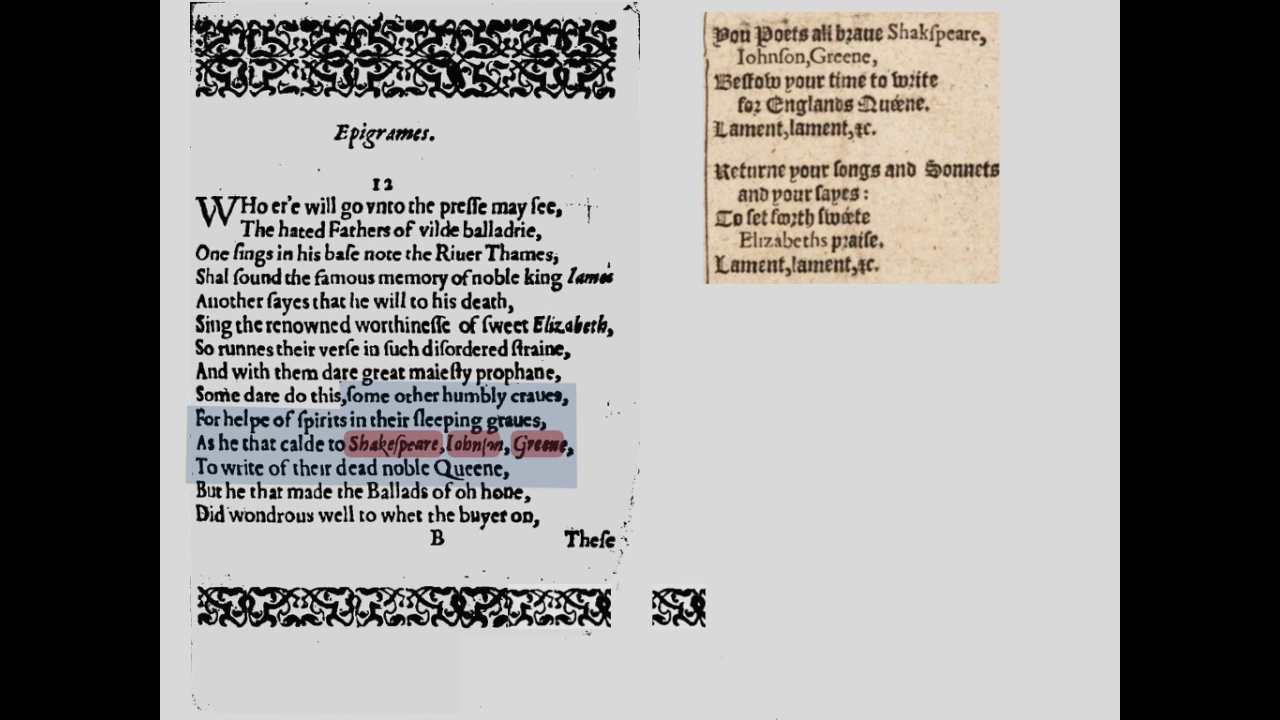 Epigrames.
12
WHo er'e will go vnto the preſſe may ſee,
The hated Fathers of vilde balladrie,
One ſings in his baſe note the Riuer Thames,
Shal ſound the famous memory of noble king Iames
Another ſayes that he will to his death,
Sing the renowned worthineſſe of ſweet Elizabeth,
So runnes their verſe in ſuch diſordered ſtraine,
And with them dare great maieſty prophane,
Some dare do this, ſome other humbly craues,
For helpe of ſpirits in their ſleeping graues,
As he that calde to Shakeſpeare, Iohnſon, Greene,
To write of their dead noble Queene,
But he that made the Ballads of oh hone,
Did wondrous well to whet the buyer on,
B These
You Poets all braue Shakſpeare,
Iohnſon, Greene,
Beſtow your time to write
for Englands Quéene.
Lament, lament, &c.
Returne your ſongs and Sonnets
and your ſayes:
To ſet foꝛth ſwéete
Elizabeths pꝛaiſe.
Lament, lament, &c.